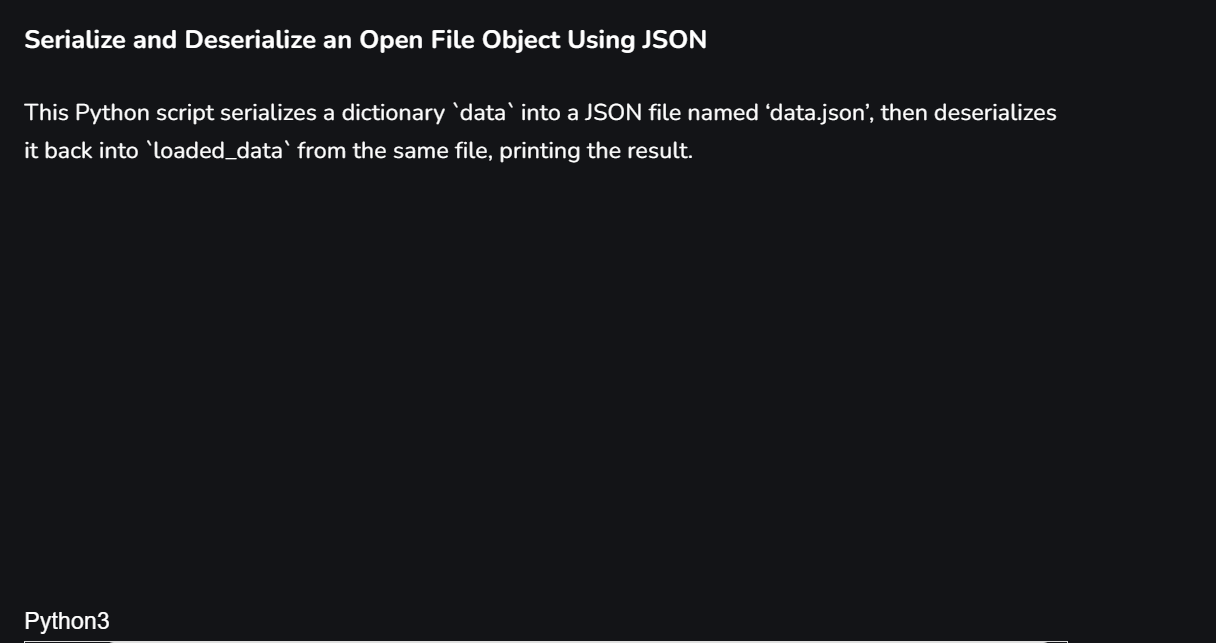 Serialize and Deserialize an Open File Object Using JSON
This Python script serializes a dictionary `data` into a JSON file named ‘data.json’, then deserializes
it back into `loaded_data` from the same file, printing the result.
Python3